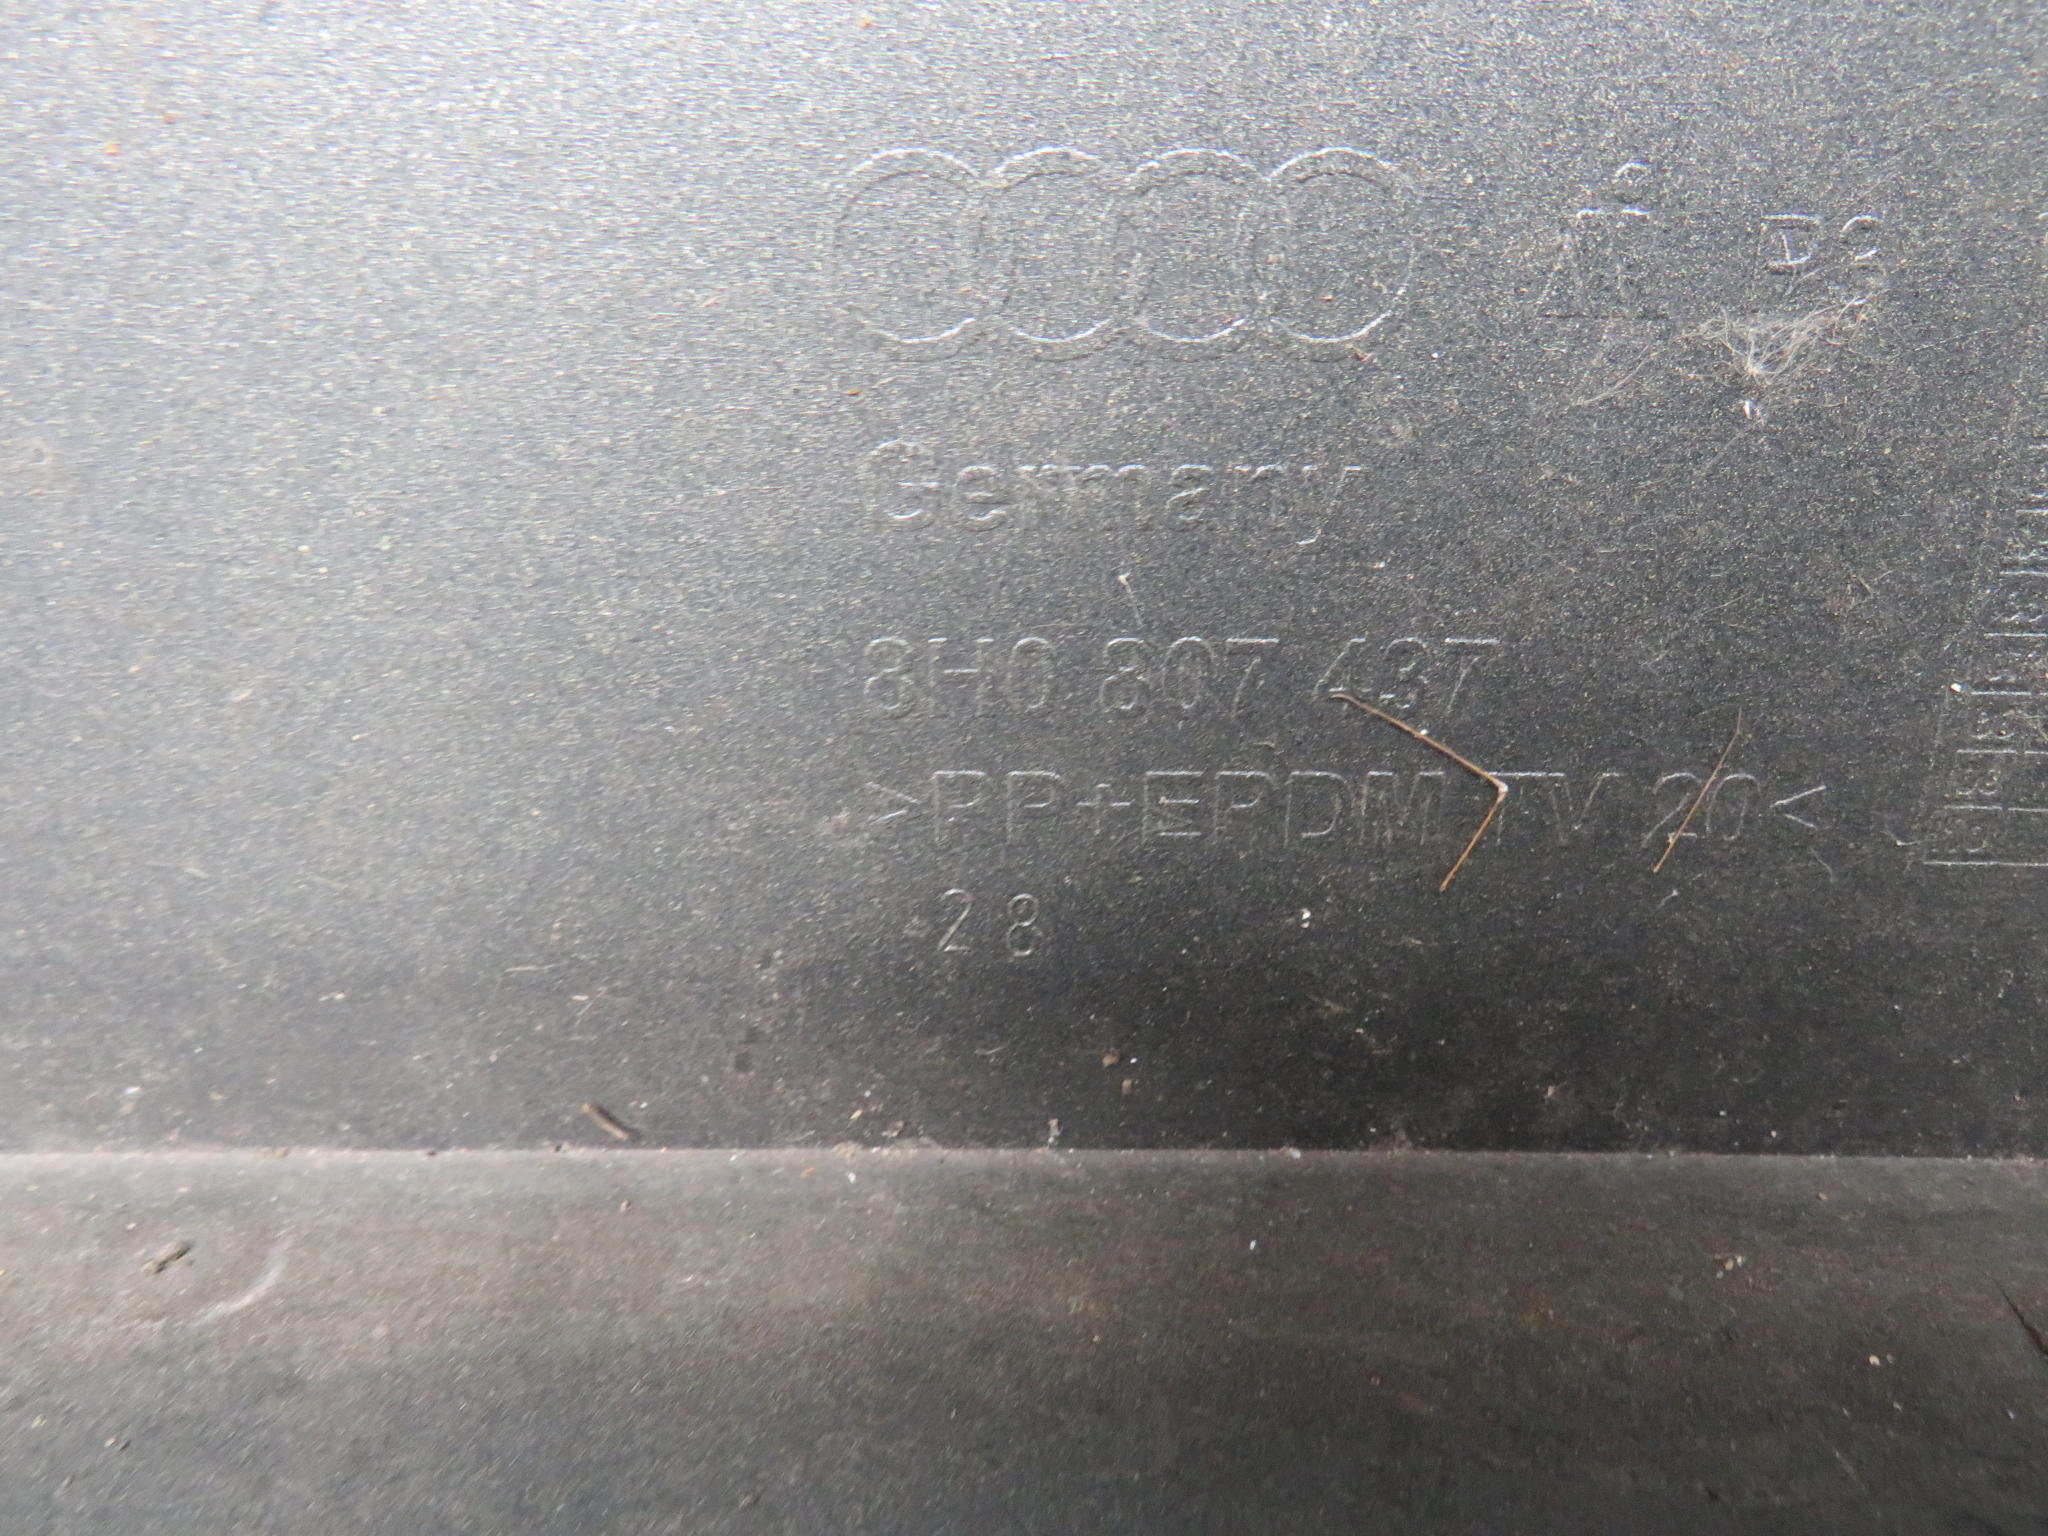 Germany
8H0 807 437
>PP+EPDM TV 20<
28